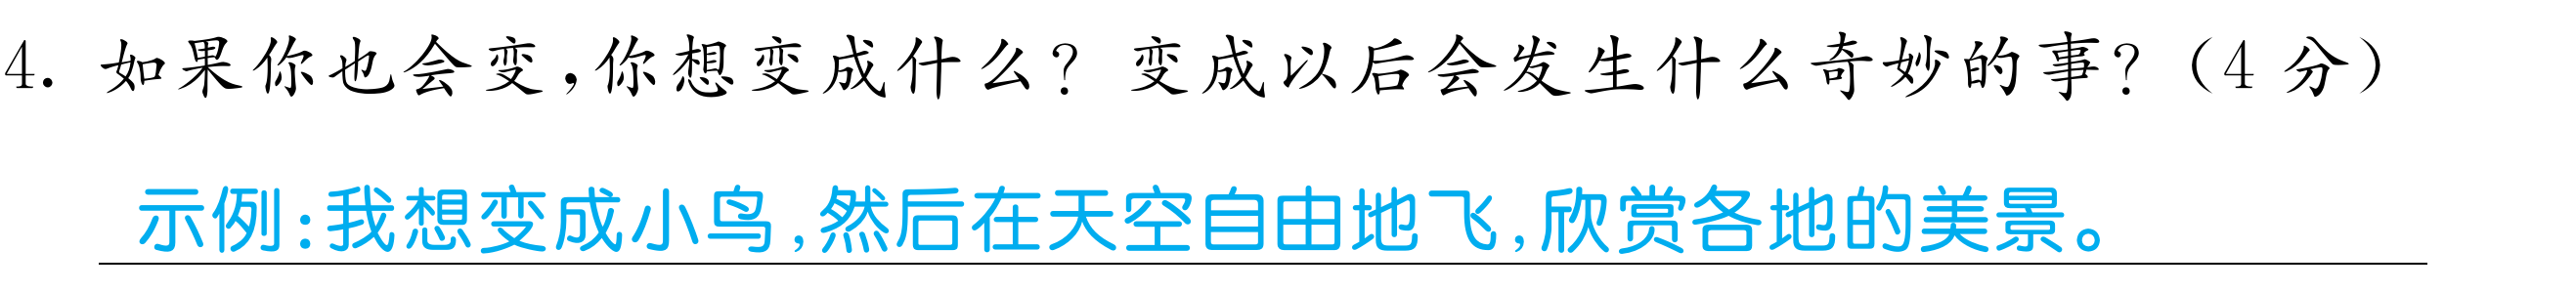 4. 如果你也会变,你想变成什么? 变成以后会发生什么奇妙的事?(4 分)
示例:我想变成小鸟,然后在天空自由地飞,欣赏各地的美景。